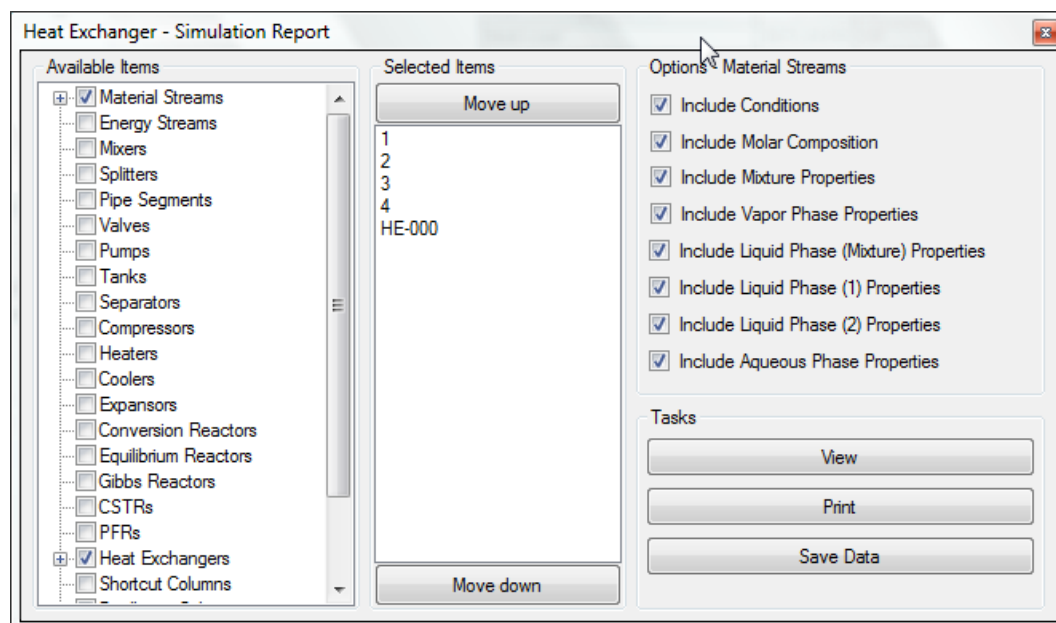 Heat Exchanger - Simulation Report
Available Items
Material Streams
Energy Streams
Mixers
Splitters
Pipe Segments
Valves
Pumps
Tanks
Separators
Compressors
Heaters
Coolers
Expansors
Conversion Reactors
Equilibrium Reactors
Gibbs Reactors
CSTRs
PFRs
Heat Exchangers
Shortcut Columns
Selected Items
Move up
1
2
3
4
HE-000
Move down
Options - Material Streams
Include Conditions
Include Molar Composition
Include Mixture Properties
Include Vapor Phase Properties
Include Liquid Phase (Mixture) Properties
Include Liquid Phase (1) Properties
Include Liquid Phase (2) Properties
Include Aqueous Phase Properties
Tasks
View
Print
Save Data